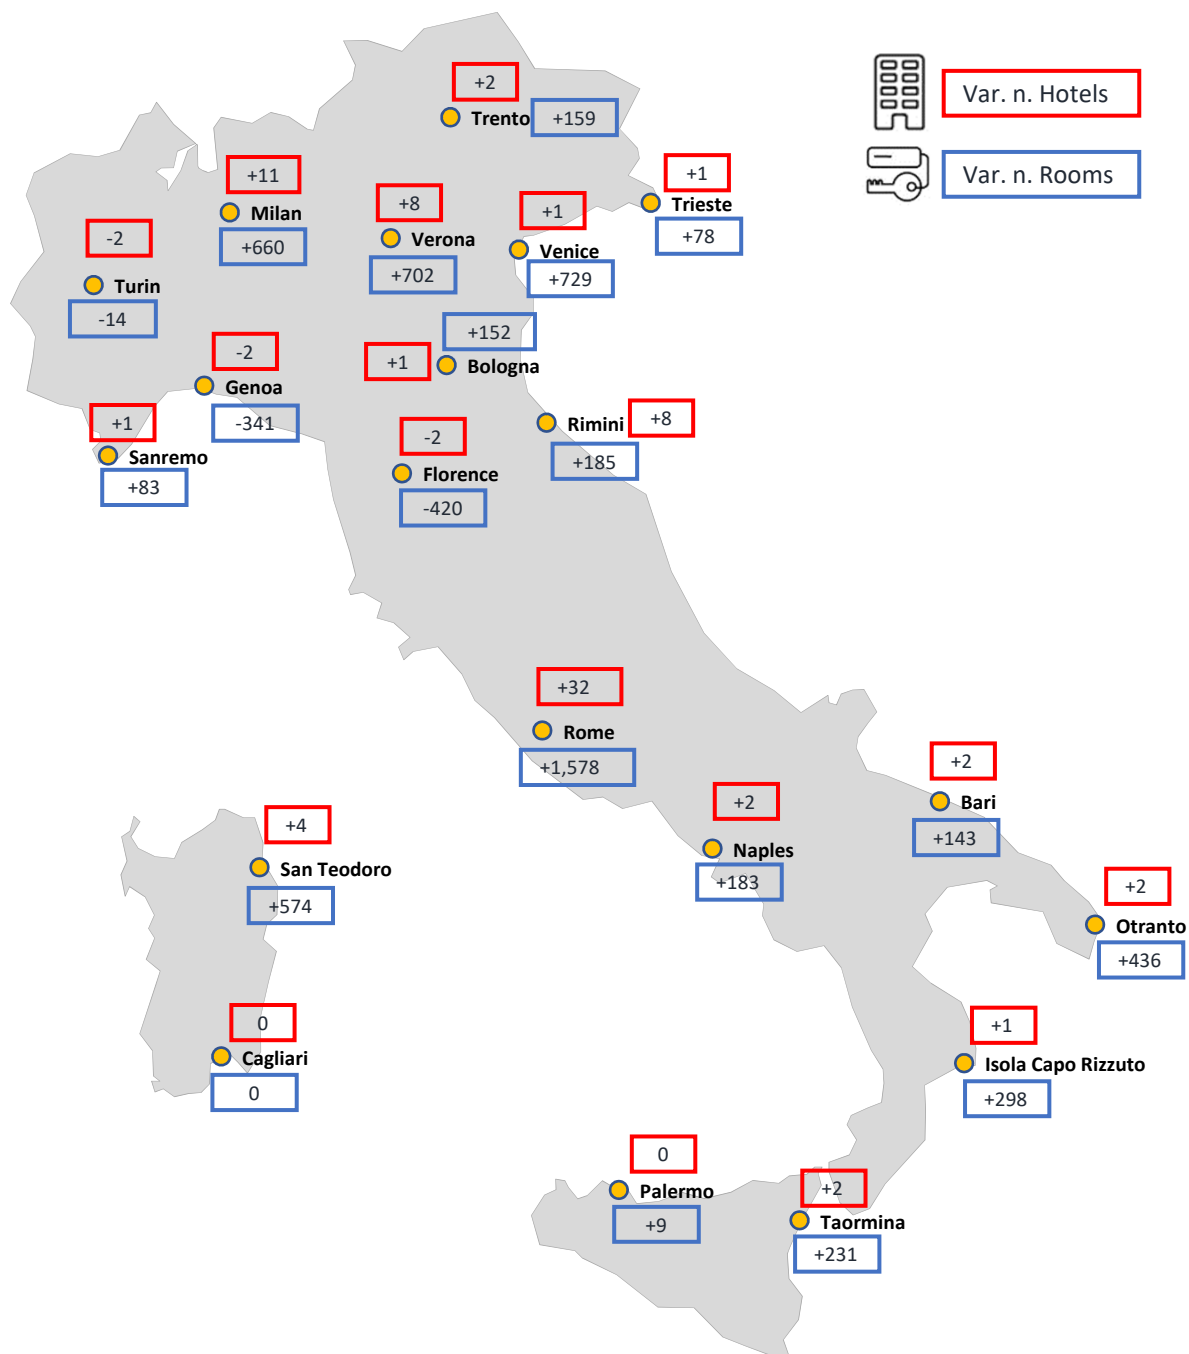 Var. n. Hotels
Var. n. Rooms
+2
Trento
+159
+1
Trieste
+78
+11
Milan
+660
+8
Verona
+702
+1
Venice
+729
-2
Turin
-14
+152
+1
Bologna
-2
Genoa
-341
+1
Sanremo
+83
-2
Florence
-420
Rimini
+8
+185
+32
Rome
+1,578
+2
Bari
+143
+2
Naples
+183
+4
San Teodoro
+574
+2
Otranto
+436
0
Cagliari
0
+1
Isola Capo Rizzuto
+298
0
Palermo
+9
+2
Taormina
+231